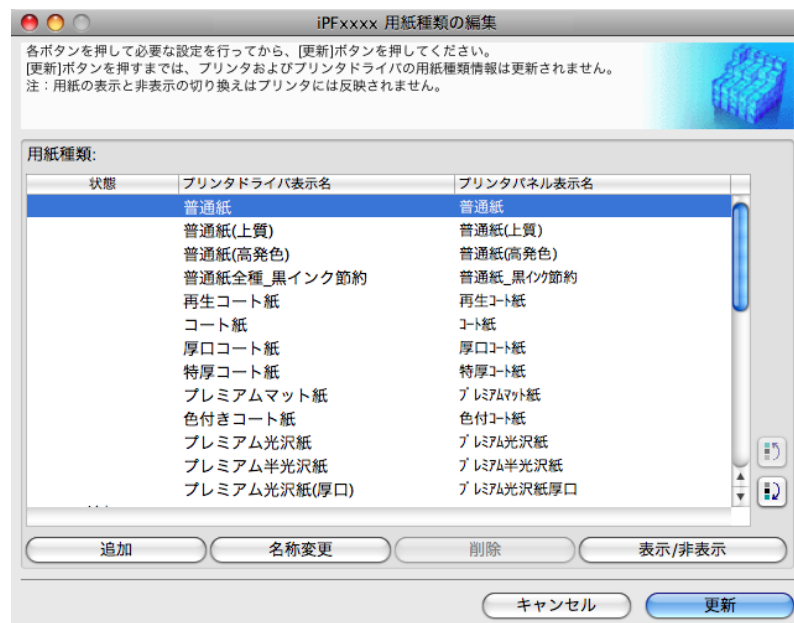 iPFxxxx 用紙種類の編集
各ボタンを押して必要な設定を行ってから、[更新]ボタンを押してください。
[更新]ボタンを押すまでは、プリンタおよびプリンタドライバの用紙種類情報は更新されません。
注：用紙の表示と非表示の切り換えはプリンタには反映されません。
用紙種類:
状態 プリンタドライバ表示名 プリンタパネル表示名
普通紙 普通紙
普通紙(上質) 普通紙(上質)
普通紙(高発色) 普通紙(高発色)
普通紙全種_黒インク節約 普通紙_黒ｲﾝｸ節約
再生コート紙 再生ｺｰﾄ紙
コート紙 ｺｰﾄ紙
厚口コート紙 厚口ｺｰﾄ紙
特厚コート紙 特厚ｺｰﾄ紙
プレミアムマット紙 ﾌﾟﾚﾐｱﾑﾏｯﾄ紙
色付きコート紙 色付ｺｰﾄ紙
プレミアム光沢紙 ﾌﾟﾚﾐｱﾑ光沢紙
プレミアム半光沢紙 ﾌﾟﾚﾐｱﾑ半光沢紙
プレミアム光沢紙(厚口) ﾌﾟﾚﾐｱﾑ光沢紙厚口
追加 名称変更 削除 表示/非表示
キャンセル 更新